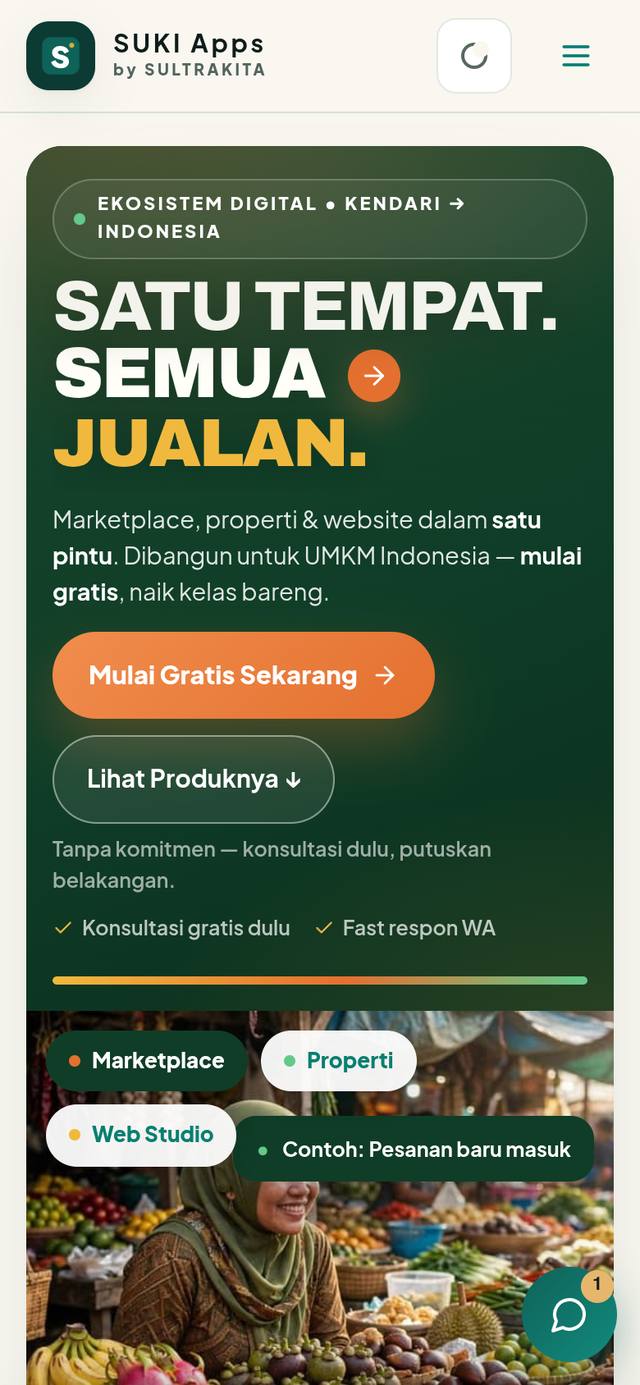 S
SUKI Apps
by SULTRAKITA
EKOSISTEM DIGITAL • KENDARI →
INDONESIA
SATU TEMPAT.
SEMUA →
JUALAN.
Marketplace, properti & website dalam satu
pintu. Dibangun untuk UMKM Indonesia — mulai
gratis, naik kelas bareng.
Mulai Gratis Sekarang →
Lihat Produknya ↓
Tanpa komitmen — konsultasi dulu, putuskan
belakangan.
✓ Konsultasi gratis dulu ✓ Fast respon WA
Marketplace
Properti
Web Studio
Contoh: Pesanan baru masuk
1